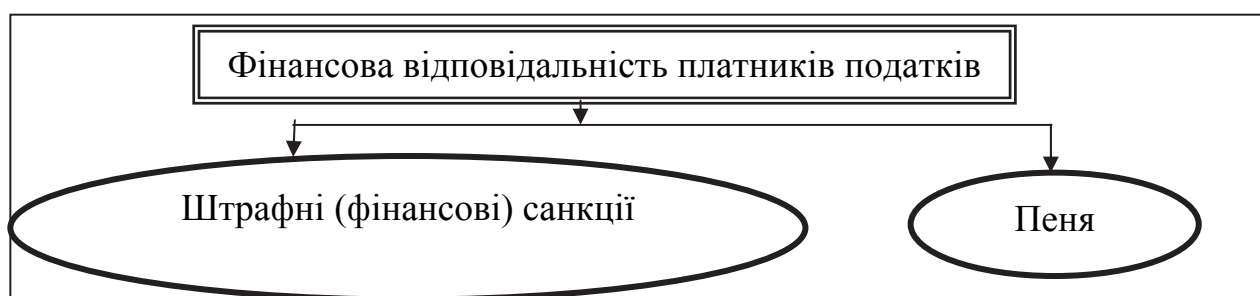 Фінансова відповідальність платників податків
Штрафні (фінансові) санкції
Пеня